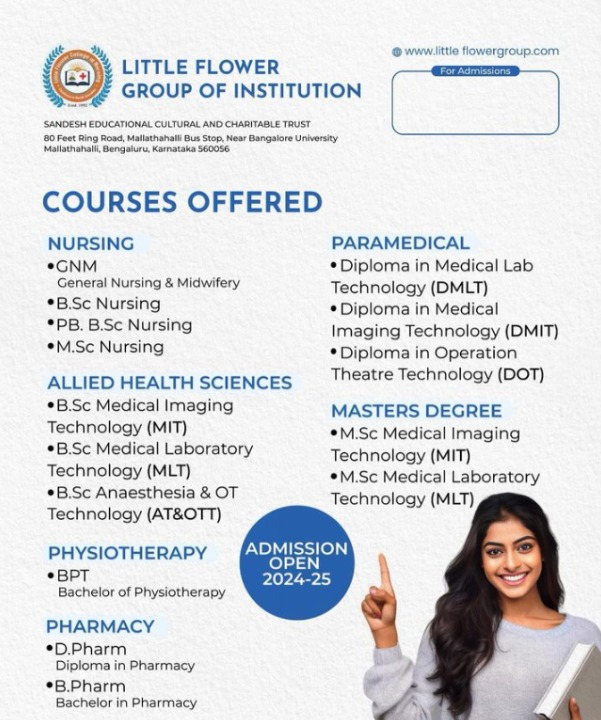 www.little flowergroup.com
LITTLE FLOWER
GROUP OF INSTITUTION
For Admissions
SANDESH EDUCATIONAL CULTURAL AND CHARITABLE TRUST
80 Feet Ring Road, Mallathahalli Bus Stop, Near Bangalore University
Mallathahalli, Bengaluru, Karnataka 560056
COURSES OFFERED
NURSING
•GNM
General Nursing & Midwifery
•B.Sc Nursing
•PB. B.Sc Nursing
•M.Sc Nursing
ALLIED HEALTH SCIENCES
•B.Sc Medical Imaging
Technology (MIT)
•B.Sc Medical Laboratory
Technology (MLT)
•B.Sc Anaesthesia & OT
Technology (AT&OTT)
PHYSIOTHERAPY
•BPT
Bachelor of Physiotherapy
PHARMACY
•D.Pharm
Diploma in Pharmacy
•B.Pharm
Bachelor in Pharmacy
PARAMEDICAL
•Diploma in Medical Lab
Technology (DMLT)
•Diploma in Medical
Imaging Technology (DMIT)
•Diploma in Operation
Theatre Technology (DOT)
MASTERS DEGREE
•M.Sc Medical Imaging
Technology (MIT)
•M.Sc Medical Laboratory
Technology (MLT)
ADMISSION
OPEN
2024-25